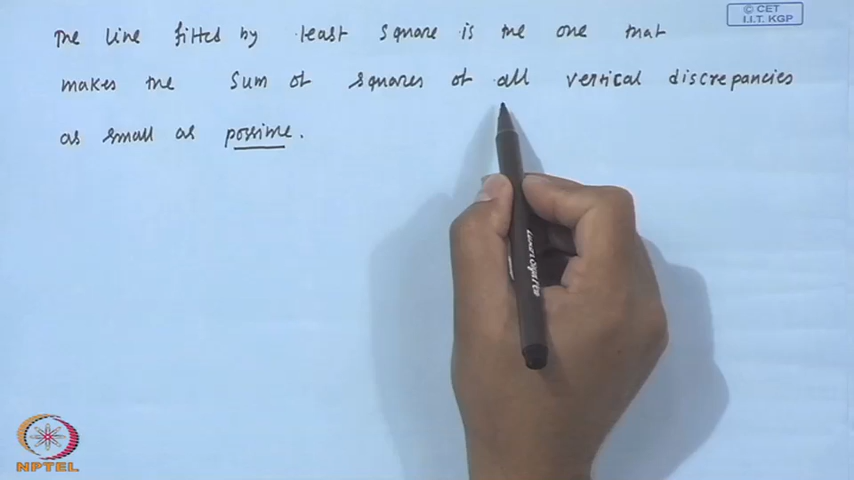 © CET
I.I.T. KGP
The line fitted by least square is the one that
makes the sum of squares of all vertical discrepancies
as small as possible.
NPTEL